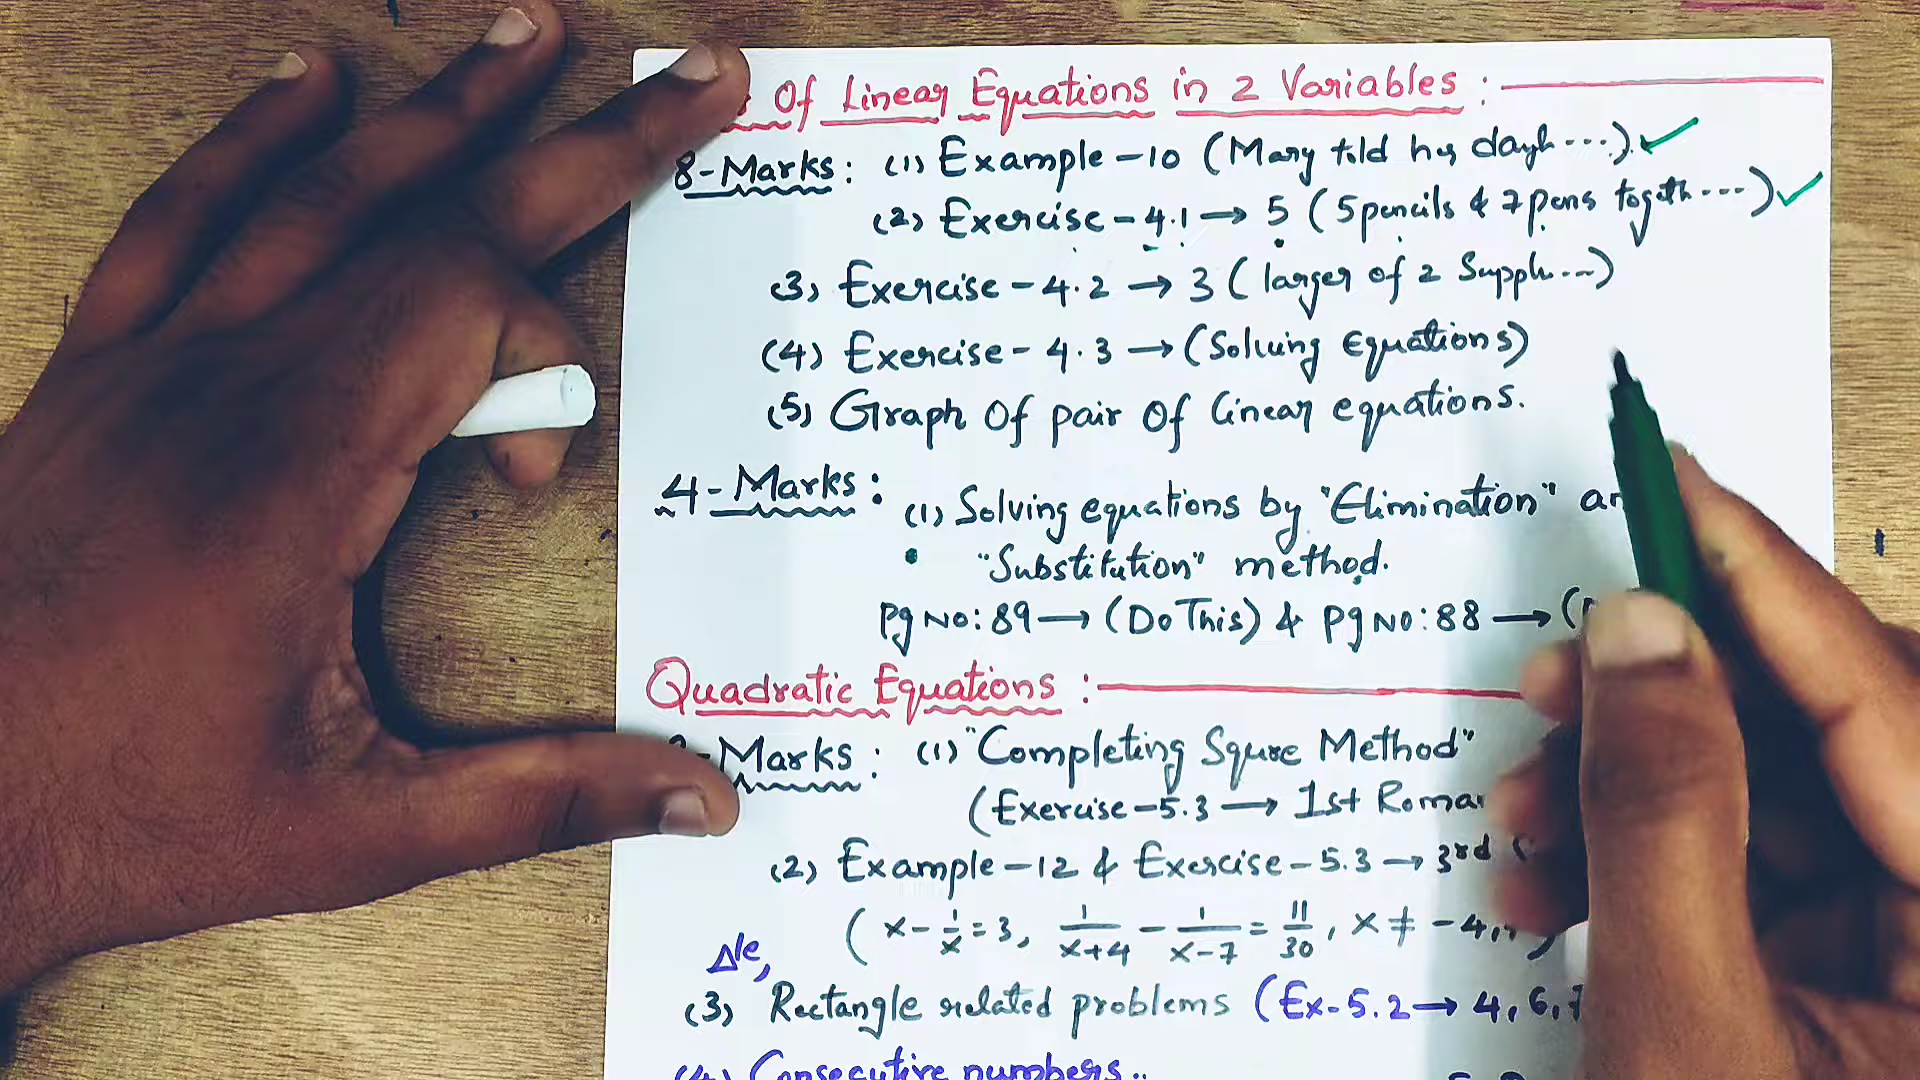 Of Linear Equations in 2 Variables :
8-Marks : (1) Example-10 (Mary told her daugh....).
(2) Exercise-4.1→ 5 (5 pencils & 7 pens togeth....)
(3) Exercise-4.2 → 3 ( larger of 2 Suppl....)
(4) Exercise-4.3 → (Solving Equations)
(5) Graph Of pair Of linear equations.
4-Marks : (1) Solving equations by "Elimination"
"Substitution" method.
Pg No:89→ (Do This) & Pg No:88 →
Quadratic Equations :
Marks : (1) "Completing Squre Method"
(Exercise-5.3 → 1st
(2) Example-12 & Exercise-5.3→ 3rd
( x - 1/x = 3, 1/x+4 - 1/x-7 = 11/30, x ≠ -4,
Δle,
(3) Rectangle related problems (Ex-5.2→ 4, 6, 7
(4) Consecutive numbers..